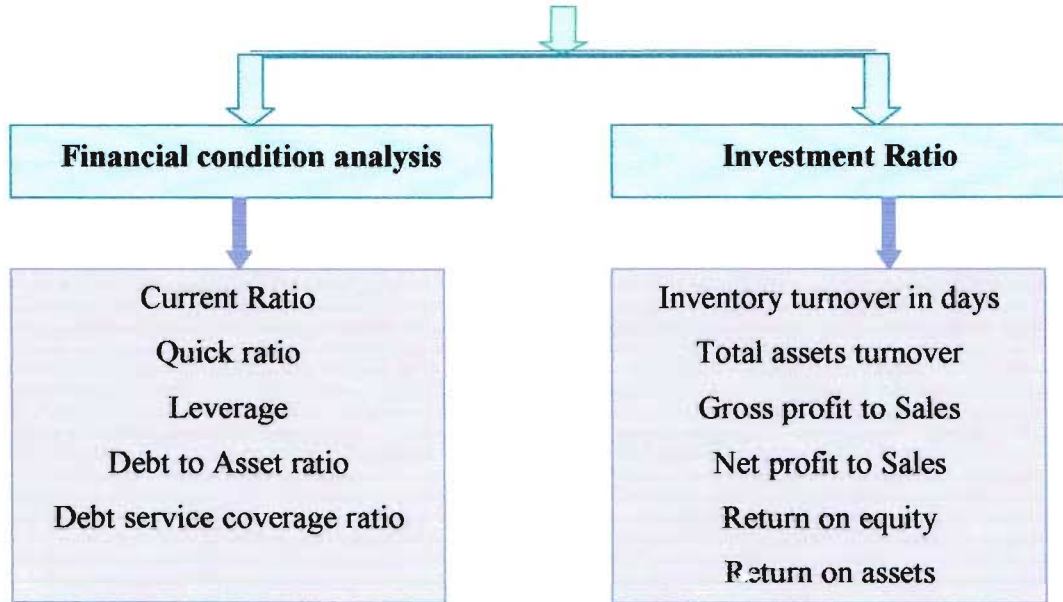 Financial condition analysis
Current Ratio
Quick ratio
Leverage
Debt to Asset ratio
Debt service coverage ratio
Investment Ratio
Inventory turnover in days
Total assets turnover
Gross profit to Sales
Net profit to Sales
Return on equity
Return on assets